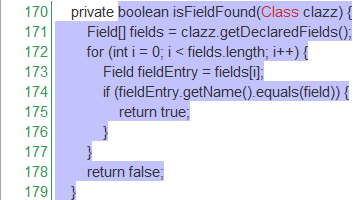 170 private boolean isFieldFound(Class clazz) {
171 Field[] fields = clazz.getDeclaredFields();
172 for (int i = 0; i < fields.length; i++) {
173 Field fieldEntry = fields[i];
174 if (fieldEntry.getName().equals(field)) {
175 return true;
176 }
177 }
178 return false;
179 }